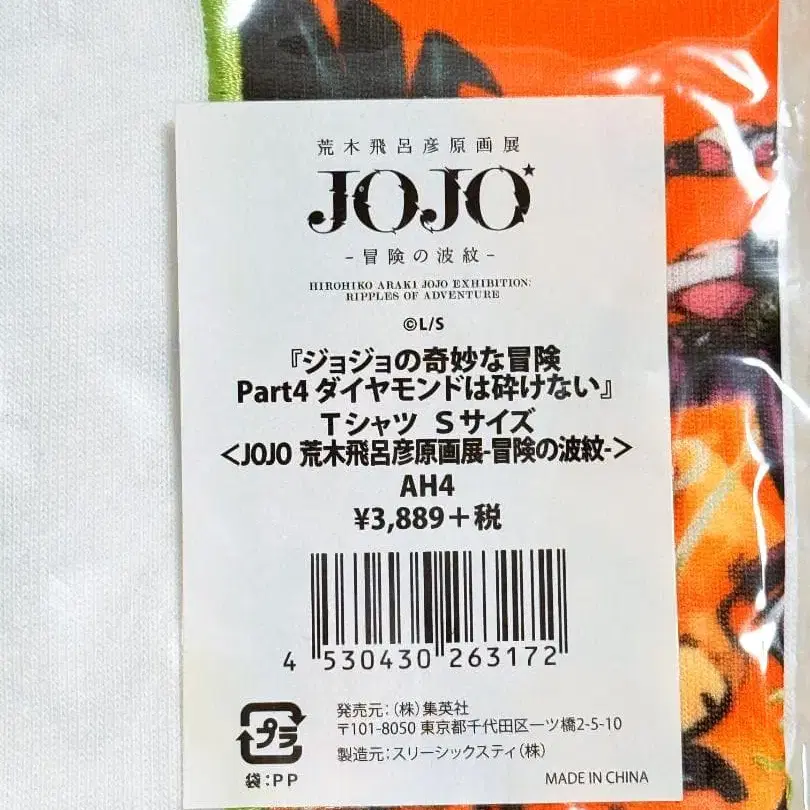 荒木飛呂彦原画展
JOJO★
-冒険の波紋-
HIROHIKO ARAKI JOJO EXHIBITION:
RIPPLES OF ADVENTURE
©L/S
『ジョジョの奇妙な冒険
Part4 ダイヤモンドは砕けない』
Tシャツ Sサイズ
<JOJO 荒木飛呂彦原画展-冒険の波紋->
AH4
¥3,889+税
4 530430 263172
発売元:(株)集英社
〒101-8050 東京都千代田区一ツ橋2-5-10
製造元:スリーシックスティ(株)
プラ
袋:PP
MADE IN CHINA